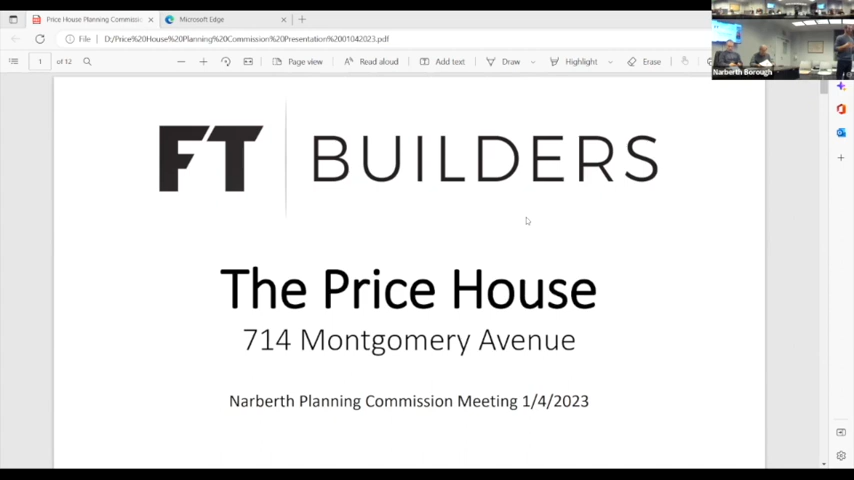 Price House Planning Commissic
Microsoft Edge
File
D:/Price%20House%20Planning%20Commission%20Presentation%2001042023.pdf
1 of 12
Page view
Read aloud
Add text
Draw
Highlight
Erase
Narberth Borough
FT BUILDERS
The Price House
714 Montgomery Avenue
Narberth Planning Commission Meeting 1/4/2023